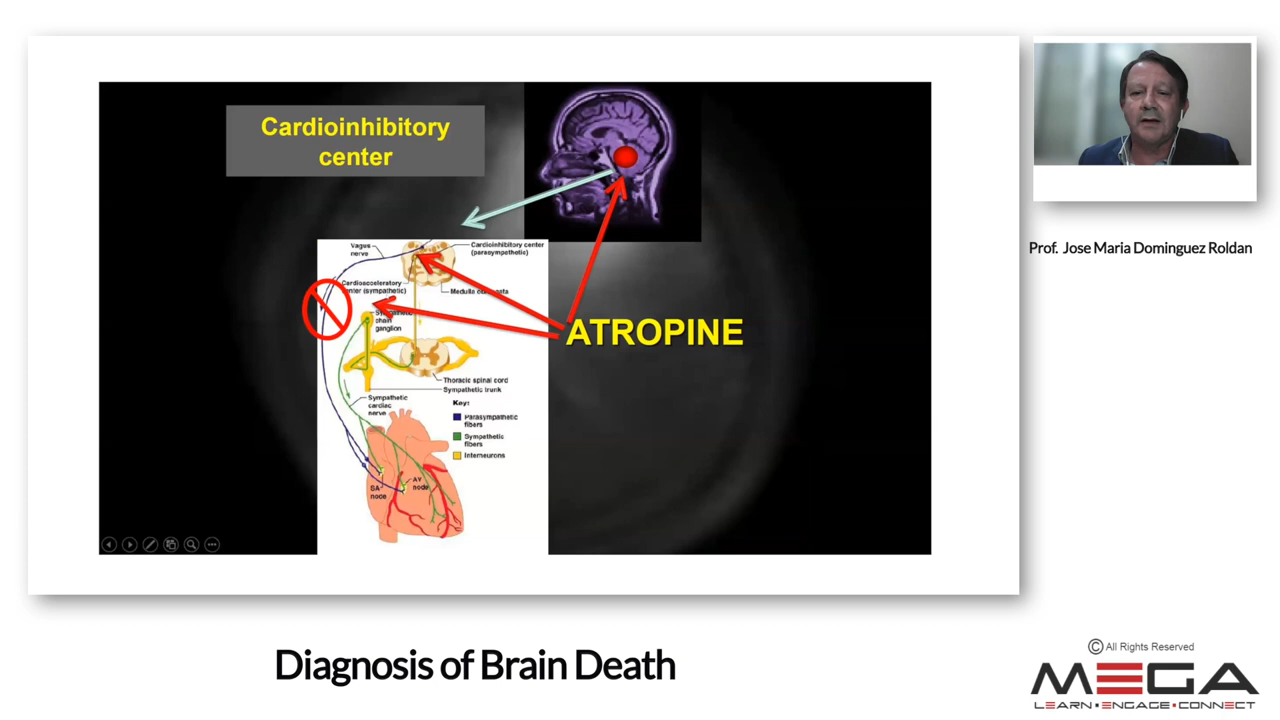 Cardioinhibitory
center
Vagus
nerve
Cardioinhibitory center
(parasympathetic)
Cardioacceleratory
center (sympathetic)
Medulla
Sympathetic
chain
ganglion
ATROPINE
Thoracic spinal cord
Sympathetic trunk
Sympathetic
cardiac
nerve
Key:
Parasympathetic
fibers
Sympathetic
fibers
Interneurons
SA
node
AV
node
Prof. Jose Maria Dominguez Roldan
Diagnosis of Brain Death
© All Rights Reserved
MEGA
LEARN · ENGAGE · CONNECT